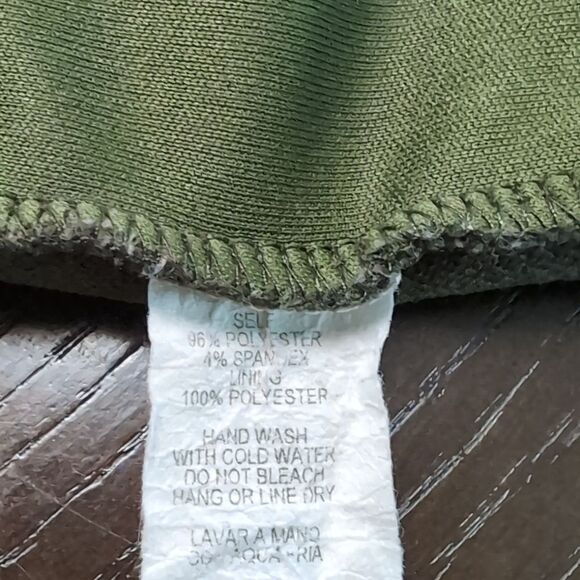 SELF
96% POLYESTER
4% SPANDEX
LINING
100% POLYESTER
HAND WASH
WITH COLD WATER
DO NOT BLEACH
HANG OR LINE DRY
LAVAR A MANO